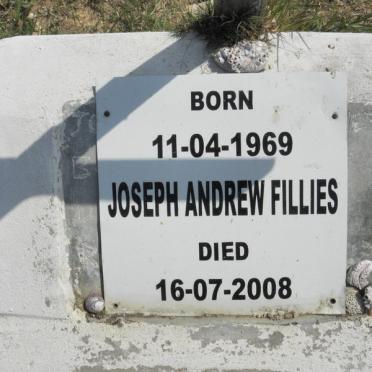 BORN
11-04-1969
JOSEPH ANDREW FILLIES
DIED
16-07-2008